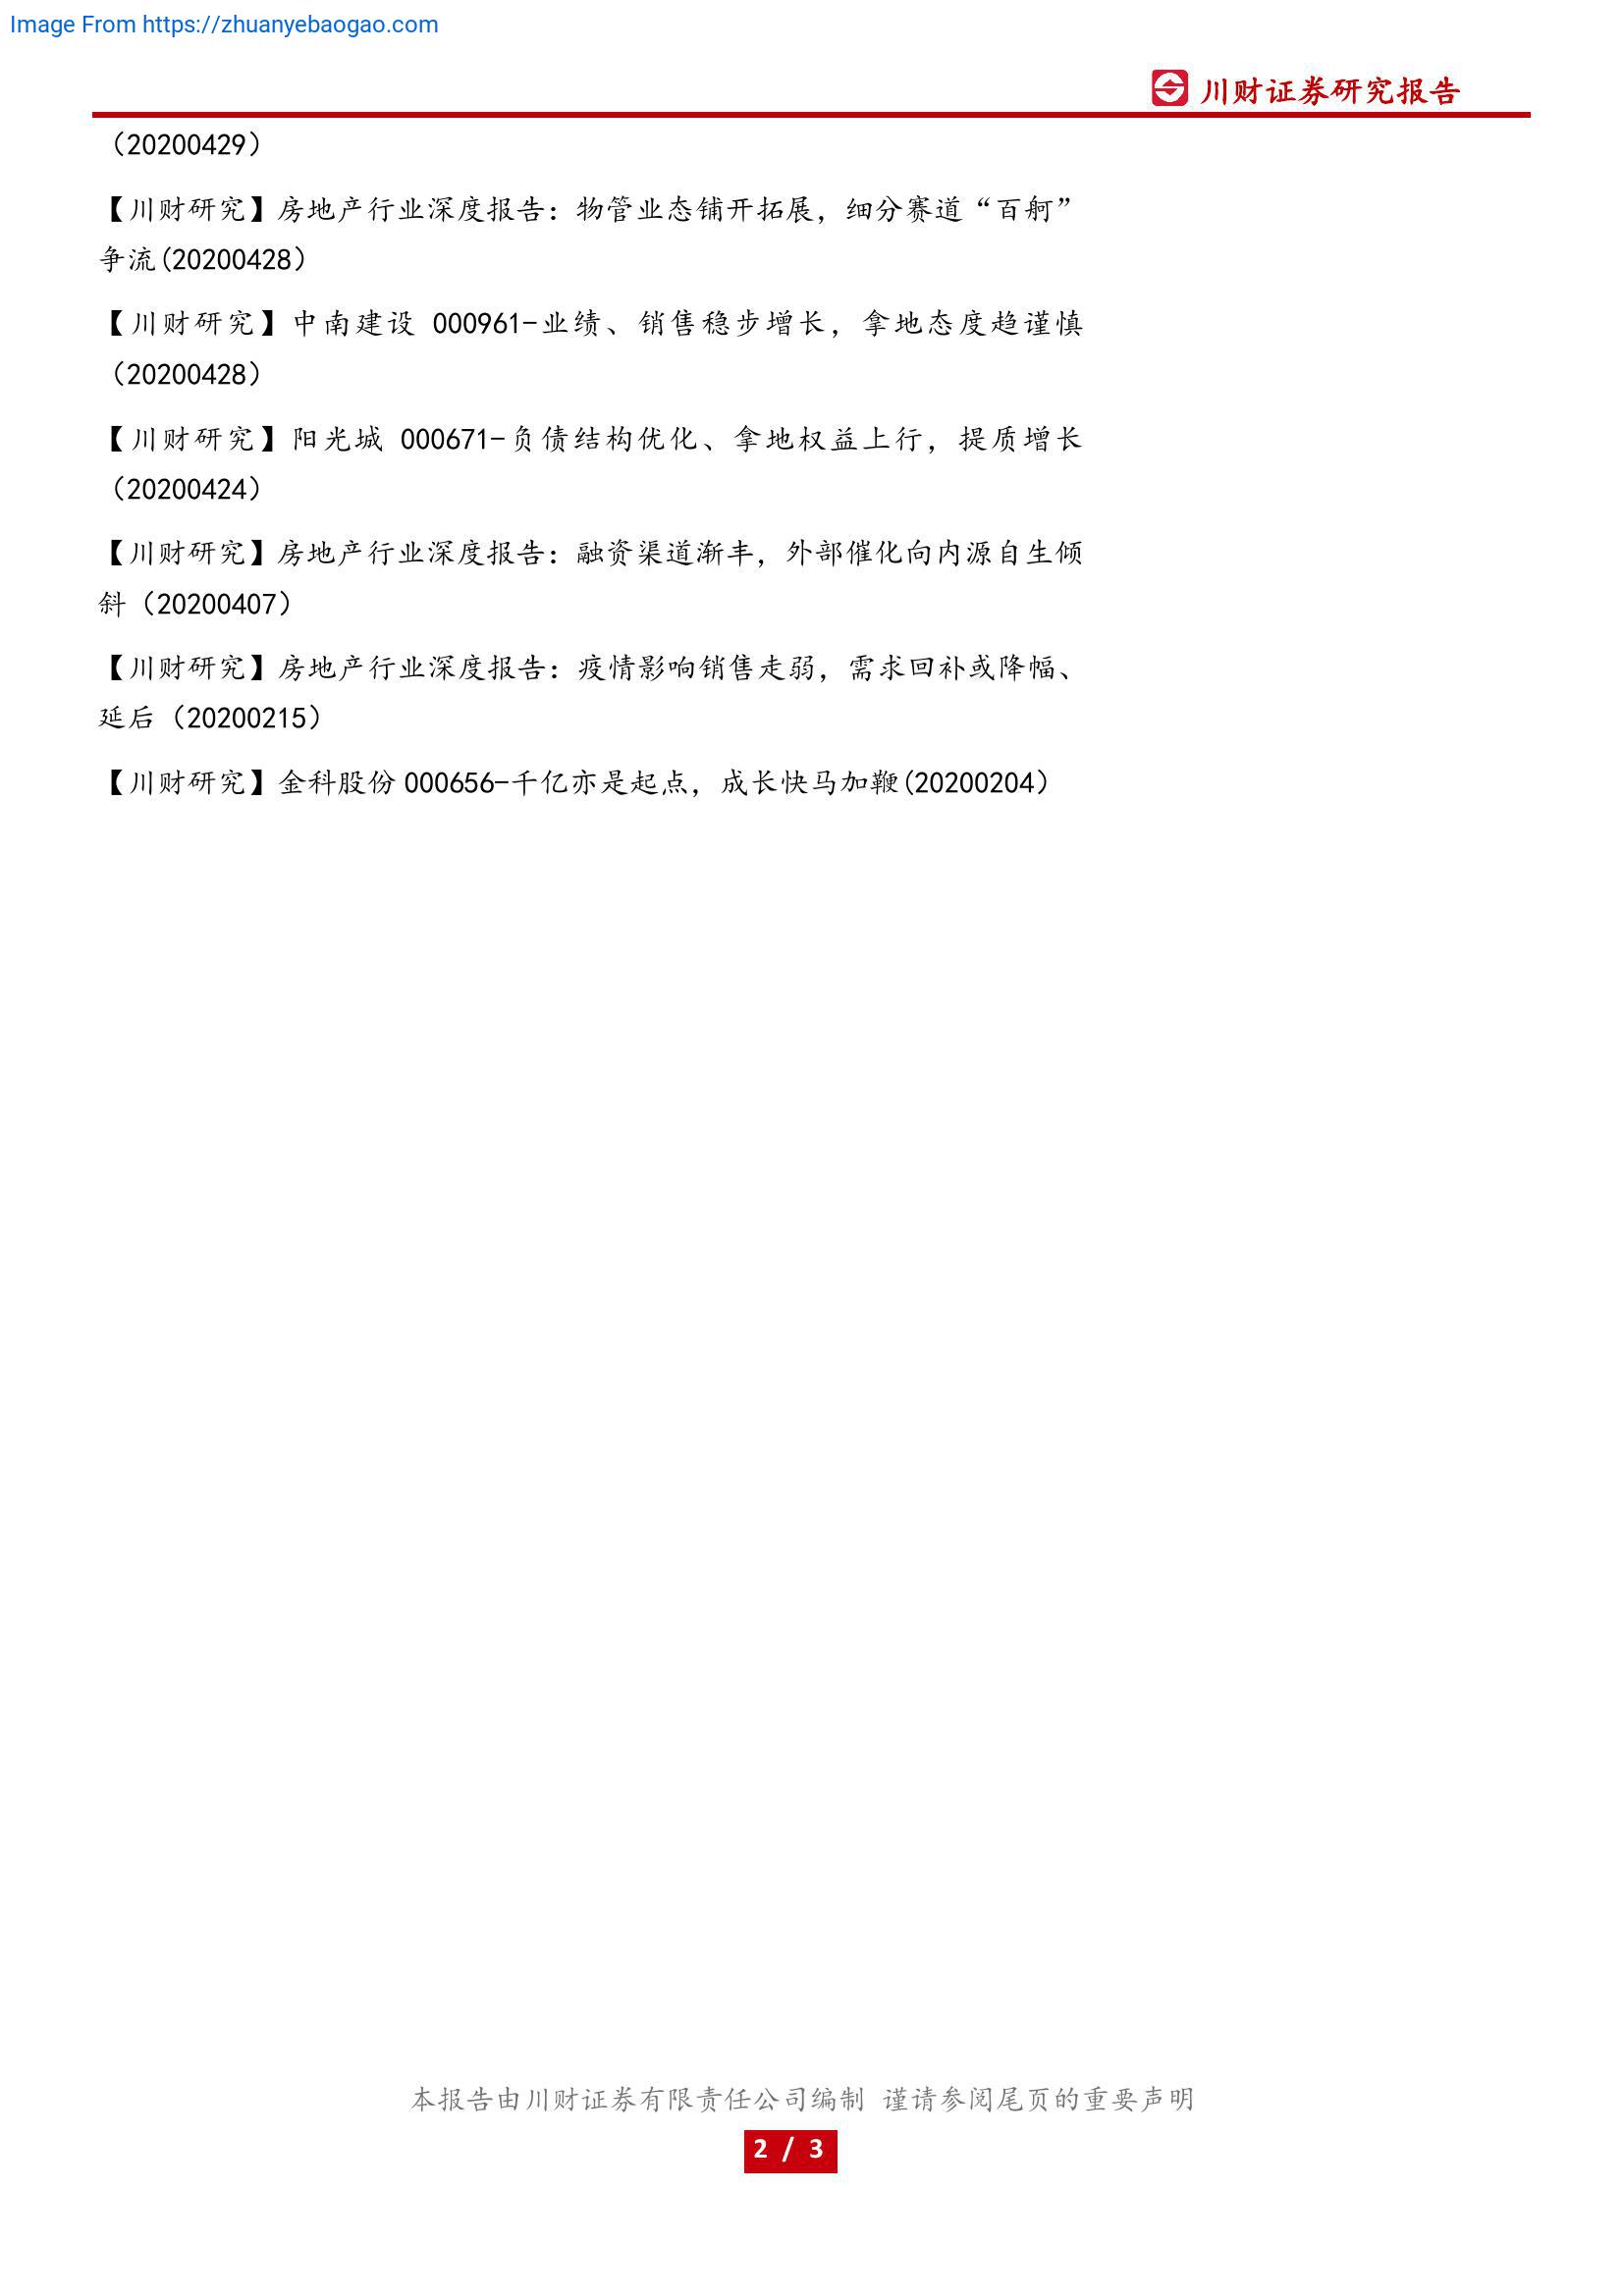 Image From https://zhuanyebaogao.com
川财证券研究报告
（20200429）
【川财研究】房地产行业深度报告：物管业态铺开拓展，细分赛道“百舸”
争流(20200428）
【川财研究】中南建设 000961-业绩、销售稳步增长，拿地态度趋谨慎
（20200428）
【川财研究】阳光城 000671-负债结构优化、拿地权益上行，提质增长
（20200424）
【川财研究】房地产行业深度报告：融资渠道渐丰，外部催化向内源自生倾
斜（20200407）
【川财研究】房地产行业深度报告：疫情影响销售走弱，需求回补或降幅、
延后（20200215）
【川财研究】金科股份 000656-千亿亦是起点，成长快马加鞭(20200204）
本报告由川财证券有限责任公司编制 谨请参阅尾页的重要声明
2 / 3